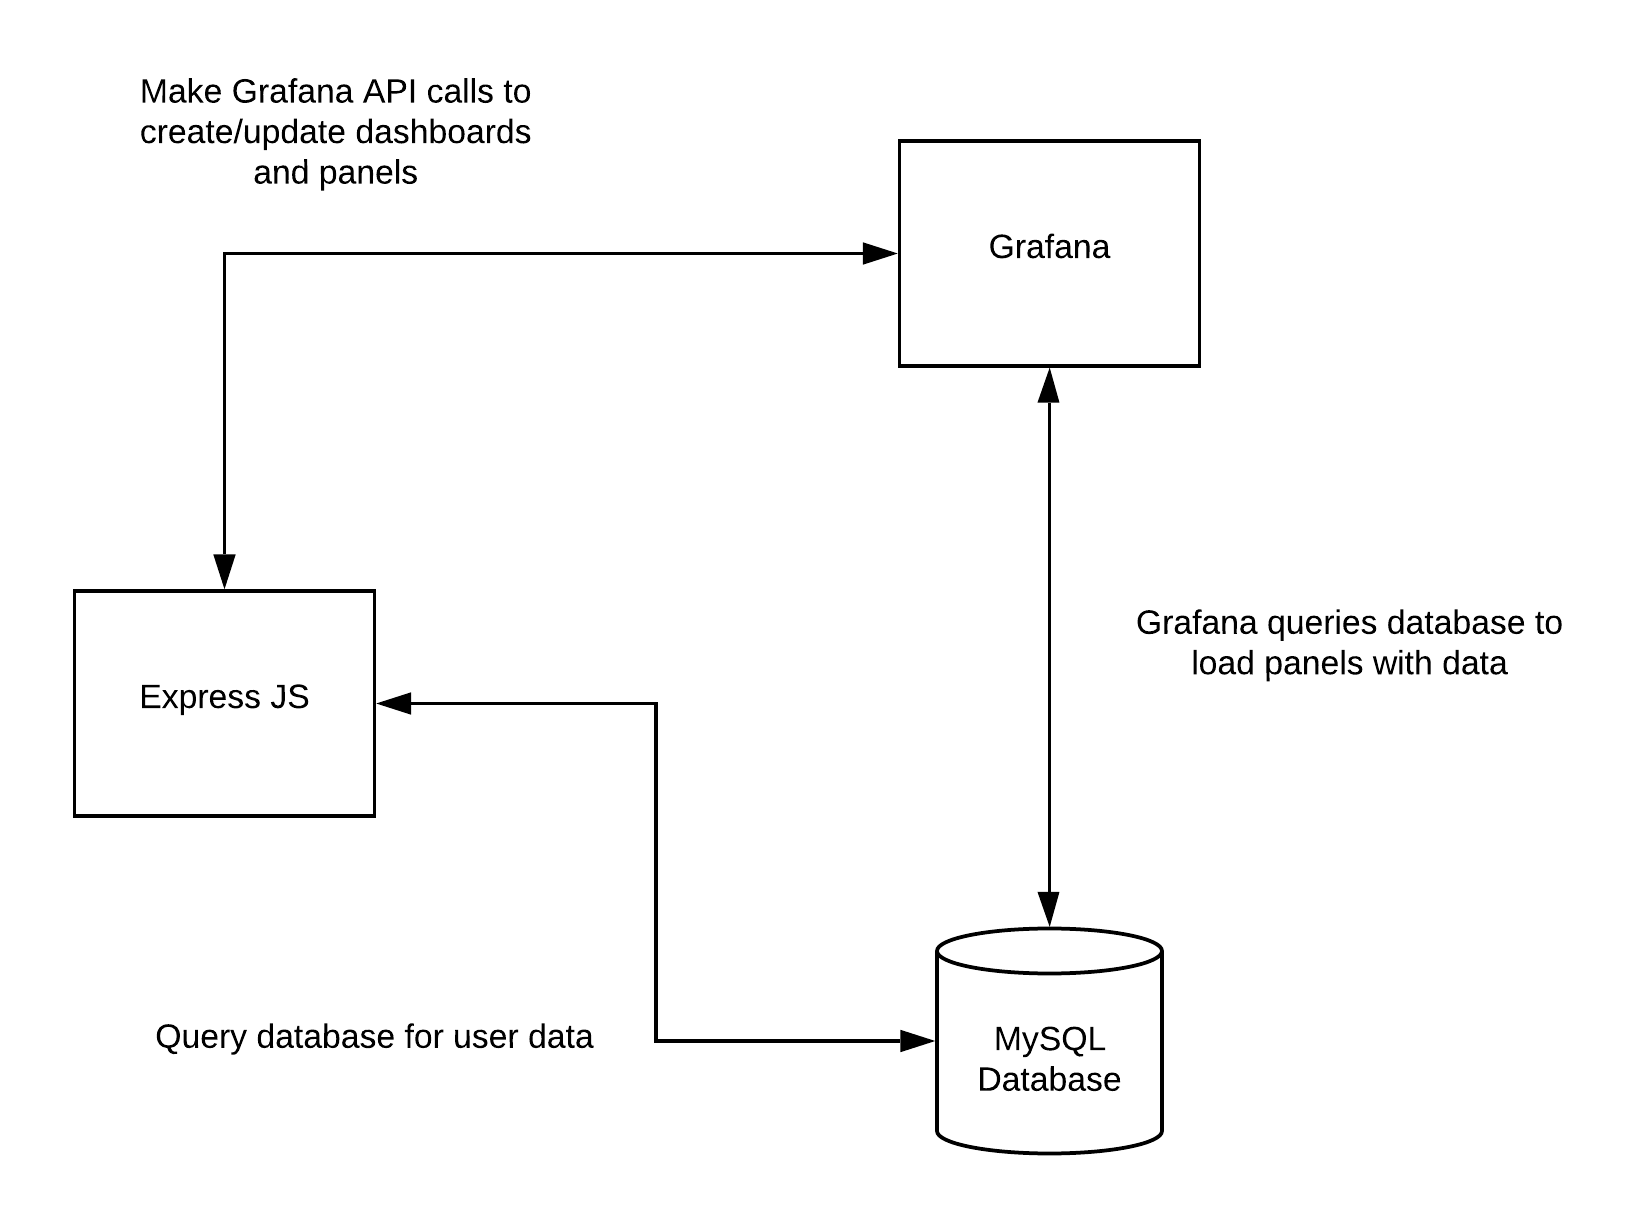 Make Grafana API calls to
create/update dashboards
and panels
Grafana
Grafana queries database to
load panels with data
Express JS
Query database for user data
MySQL
Database